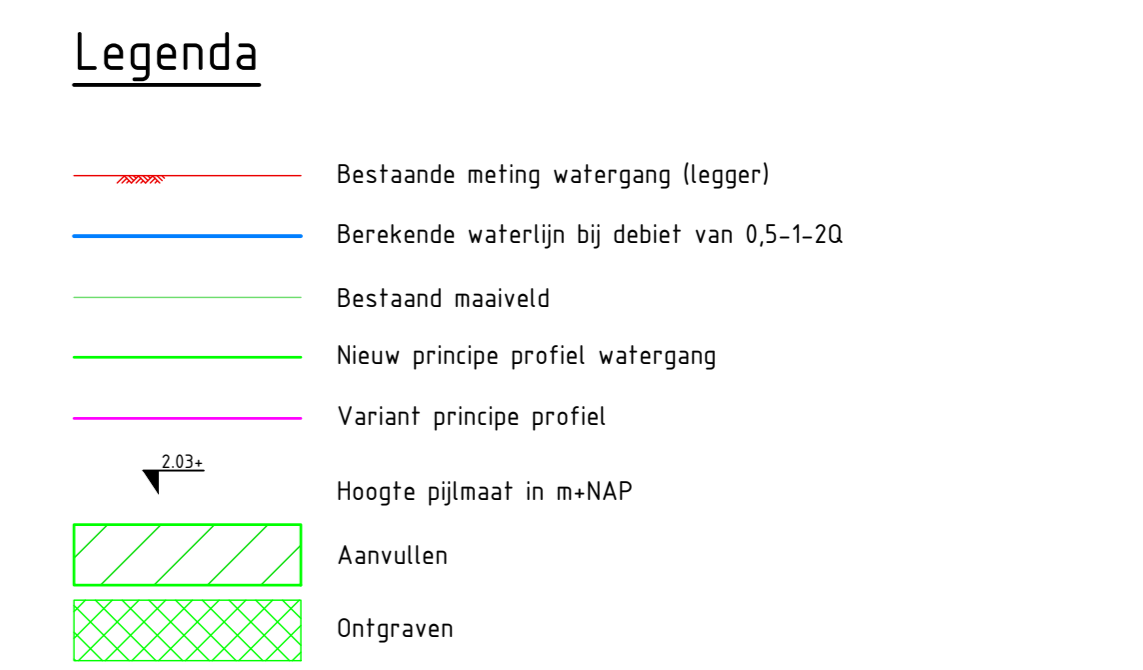 Legenda
Bestaande meting watergang (legger)
Berekende waterlijn bij debiet van 0,5-1-2Q
Bestaand maaiveld
Nieuw principe profiel watergang
Variant principe profiel
2.03+
Hoogte pijlmaat in m+NAP
Aanvullen
Ontgraven